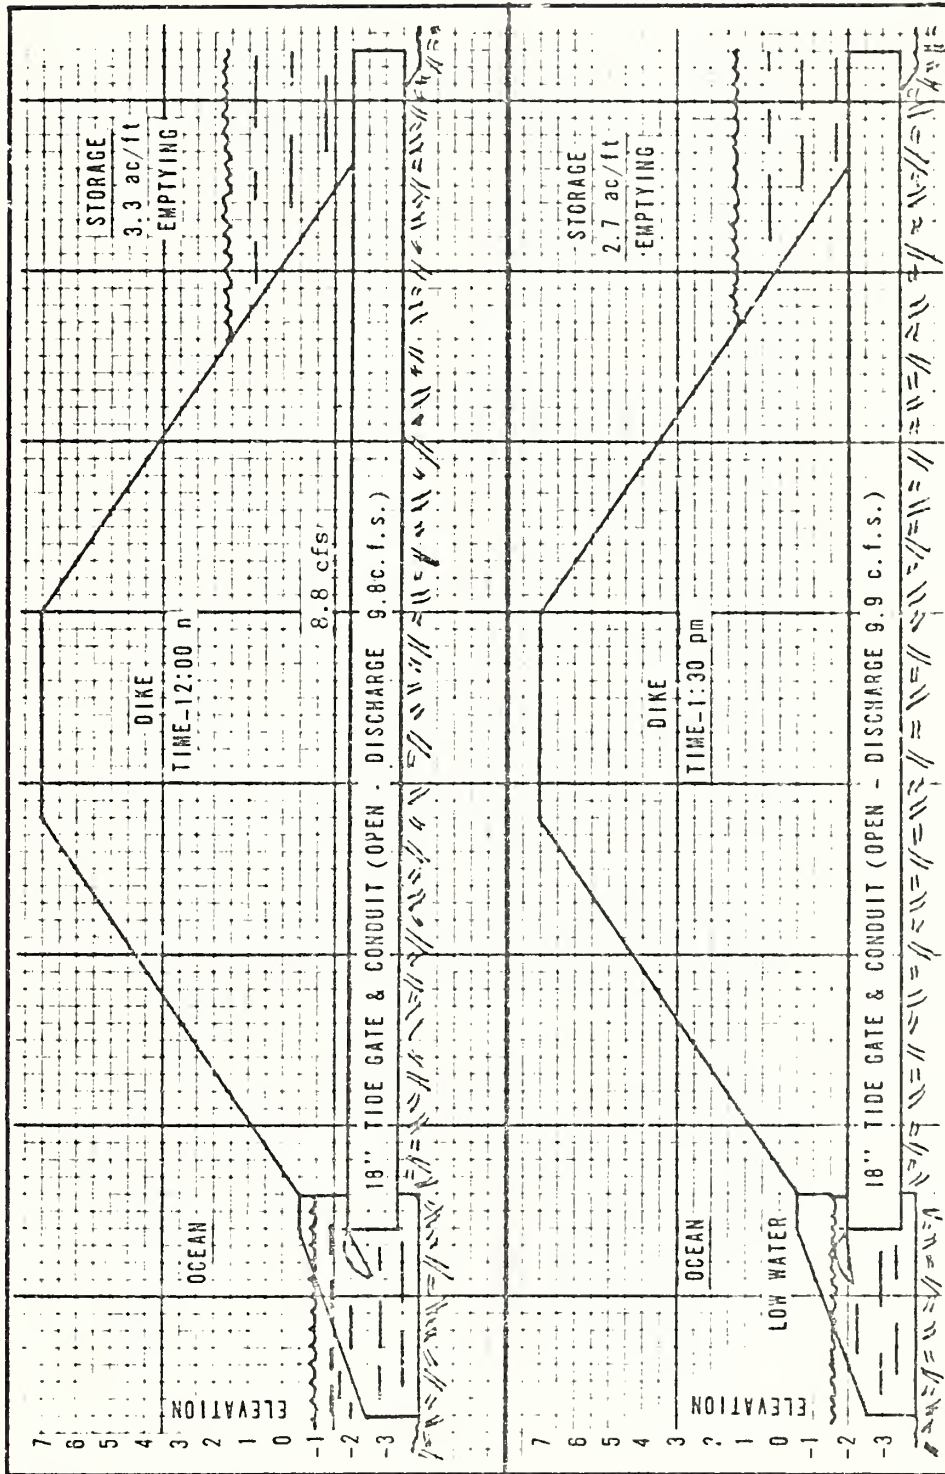 STORAGE
3.3 ac/ft
EMPTYING
DIKE
TIME-12:00 n
8.8 cfs
OCEAN
18" TIDE GATE & CONDUIT (OPEN - DISCHARGE 9.8 c.f.s.)
ELEVATION
7
6
5
4
3
2
1
0
-1
-2
-3
STORAGE
2.7 ac/ft
EMPTYING
DIKE
TIME-1:30 pm
OCEAN
LOW WATER
18" TIDE GATE & CONDUIT (OPEN - DISCHARGE 9.9 c.f.s.)
ELEVATION
7
6
5
4
3
2
1
0
-1
-2
-3